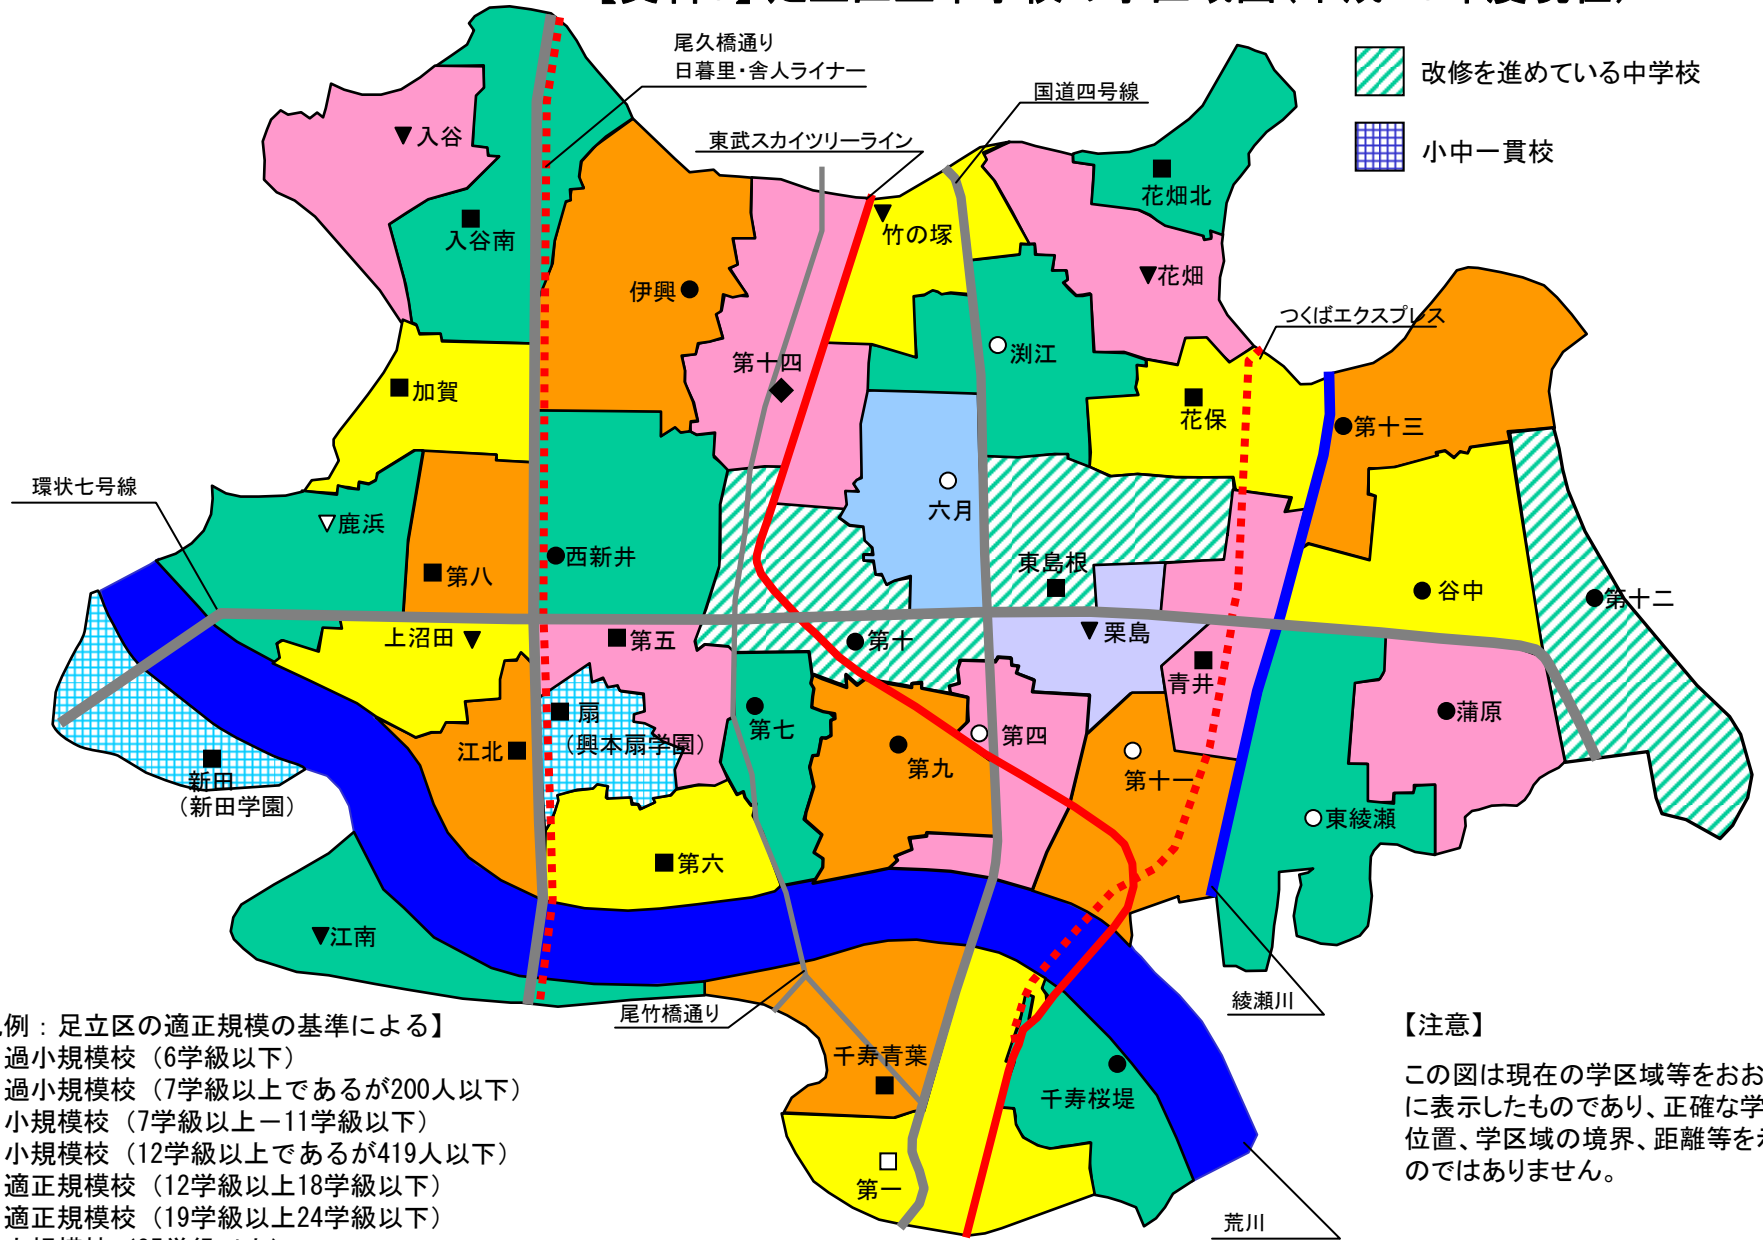 尾久橋通り
日暮里・舎人ライナー
国道四号線
東武スカイツリーライン
改修を進めている中学校
小中一貫校
▼入谷
■入谷南
伊興●
竹の塚
花畑北
▼花畑
つくばエクスプレス
渕江
第十四
加賀
花保
第十三
環状七号線
鹿浜
第八
西新井
六月
東島根
谷中
第十二
上沼田
第五
第十
栗島
青井
蒲原
扇
(興本扇学園)
第七
第四
江北
第九
第十一
新田
(新田学園)
東綾瀬
第六
江南
綾瀬川
尾竹橋通り
例:足立区の適正規模の基準による】
過小規模校(6学級以下)
過小規模校(7学級以上であるが200人以下)
小規模校(7学級以上-11学級以下)
小規模校(12学級以上であるが419人以下)
適正規模校(12学級以上18学級以下)
適正規模校(19学級以上24学級以下)
千寿青葉
千寿桜堤
第一
荒川
【注意】
この図は現在の学区域等をおお
に表示したものであり、正確な学
位置、学区域の境界、距離等を
のではありません。